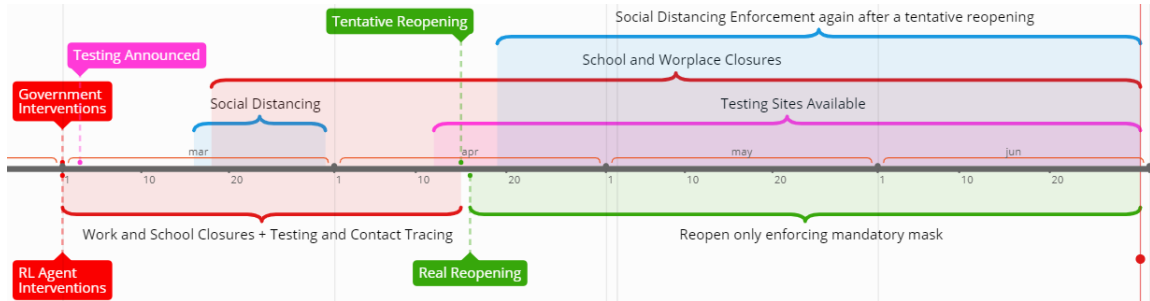 Social Distancing Enforcement again after a tentative reopening
Tentative Reopening
Testing Announced
School and Worplace Closures
Government
Interventions
Social Distancing
Testing Sites Available
mar
apr
may
jun
1
10
20
1
10
20
1
10
20
1
10
20
Work and School Closures + Testing and Contact Tracing
Reopen only enforcing mandatory mask
RL Agent
Interventions
Real Reopening